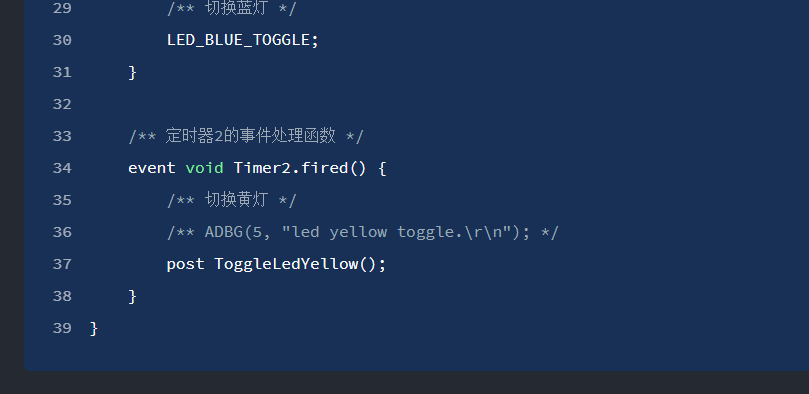 29 /** 切换蓝灯 */
30 LED_BLUE_TOGGLE;
31 }
32
33 /** 定时器2的事件处理函数 */
34 event void Timer2.fired() {
35 /** 切换黄灯 */
36 /** ADBG(5, "led yellow toggle.\r\n"); */
37 post ToggleLedYellow();
38 }
39 }